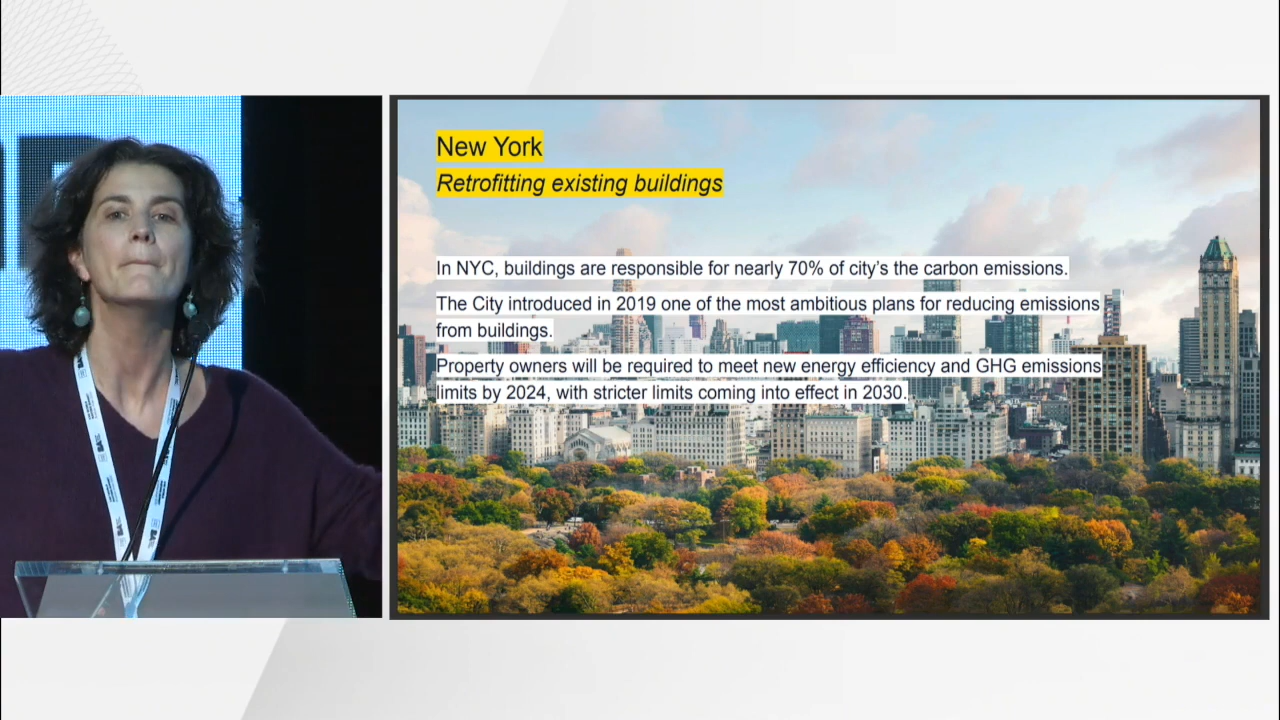 New York
Retrofitting existing buildings
In NYC, buildings are responsible for nearly 70% of city's the carbon emissions.
The City introduced in 2019 one of the most ambitious plans for reducing emissions
from buildings.
Property owners will be required to meet new energy efficiency and GHG emissions
limits by 2024, with stricter limits coming into effect in 2030.